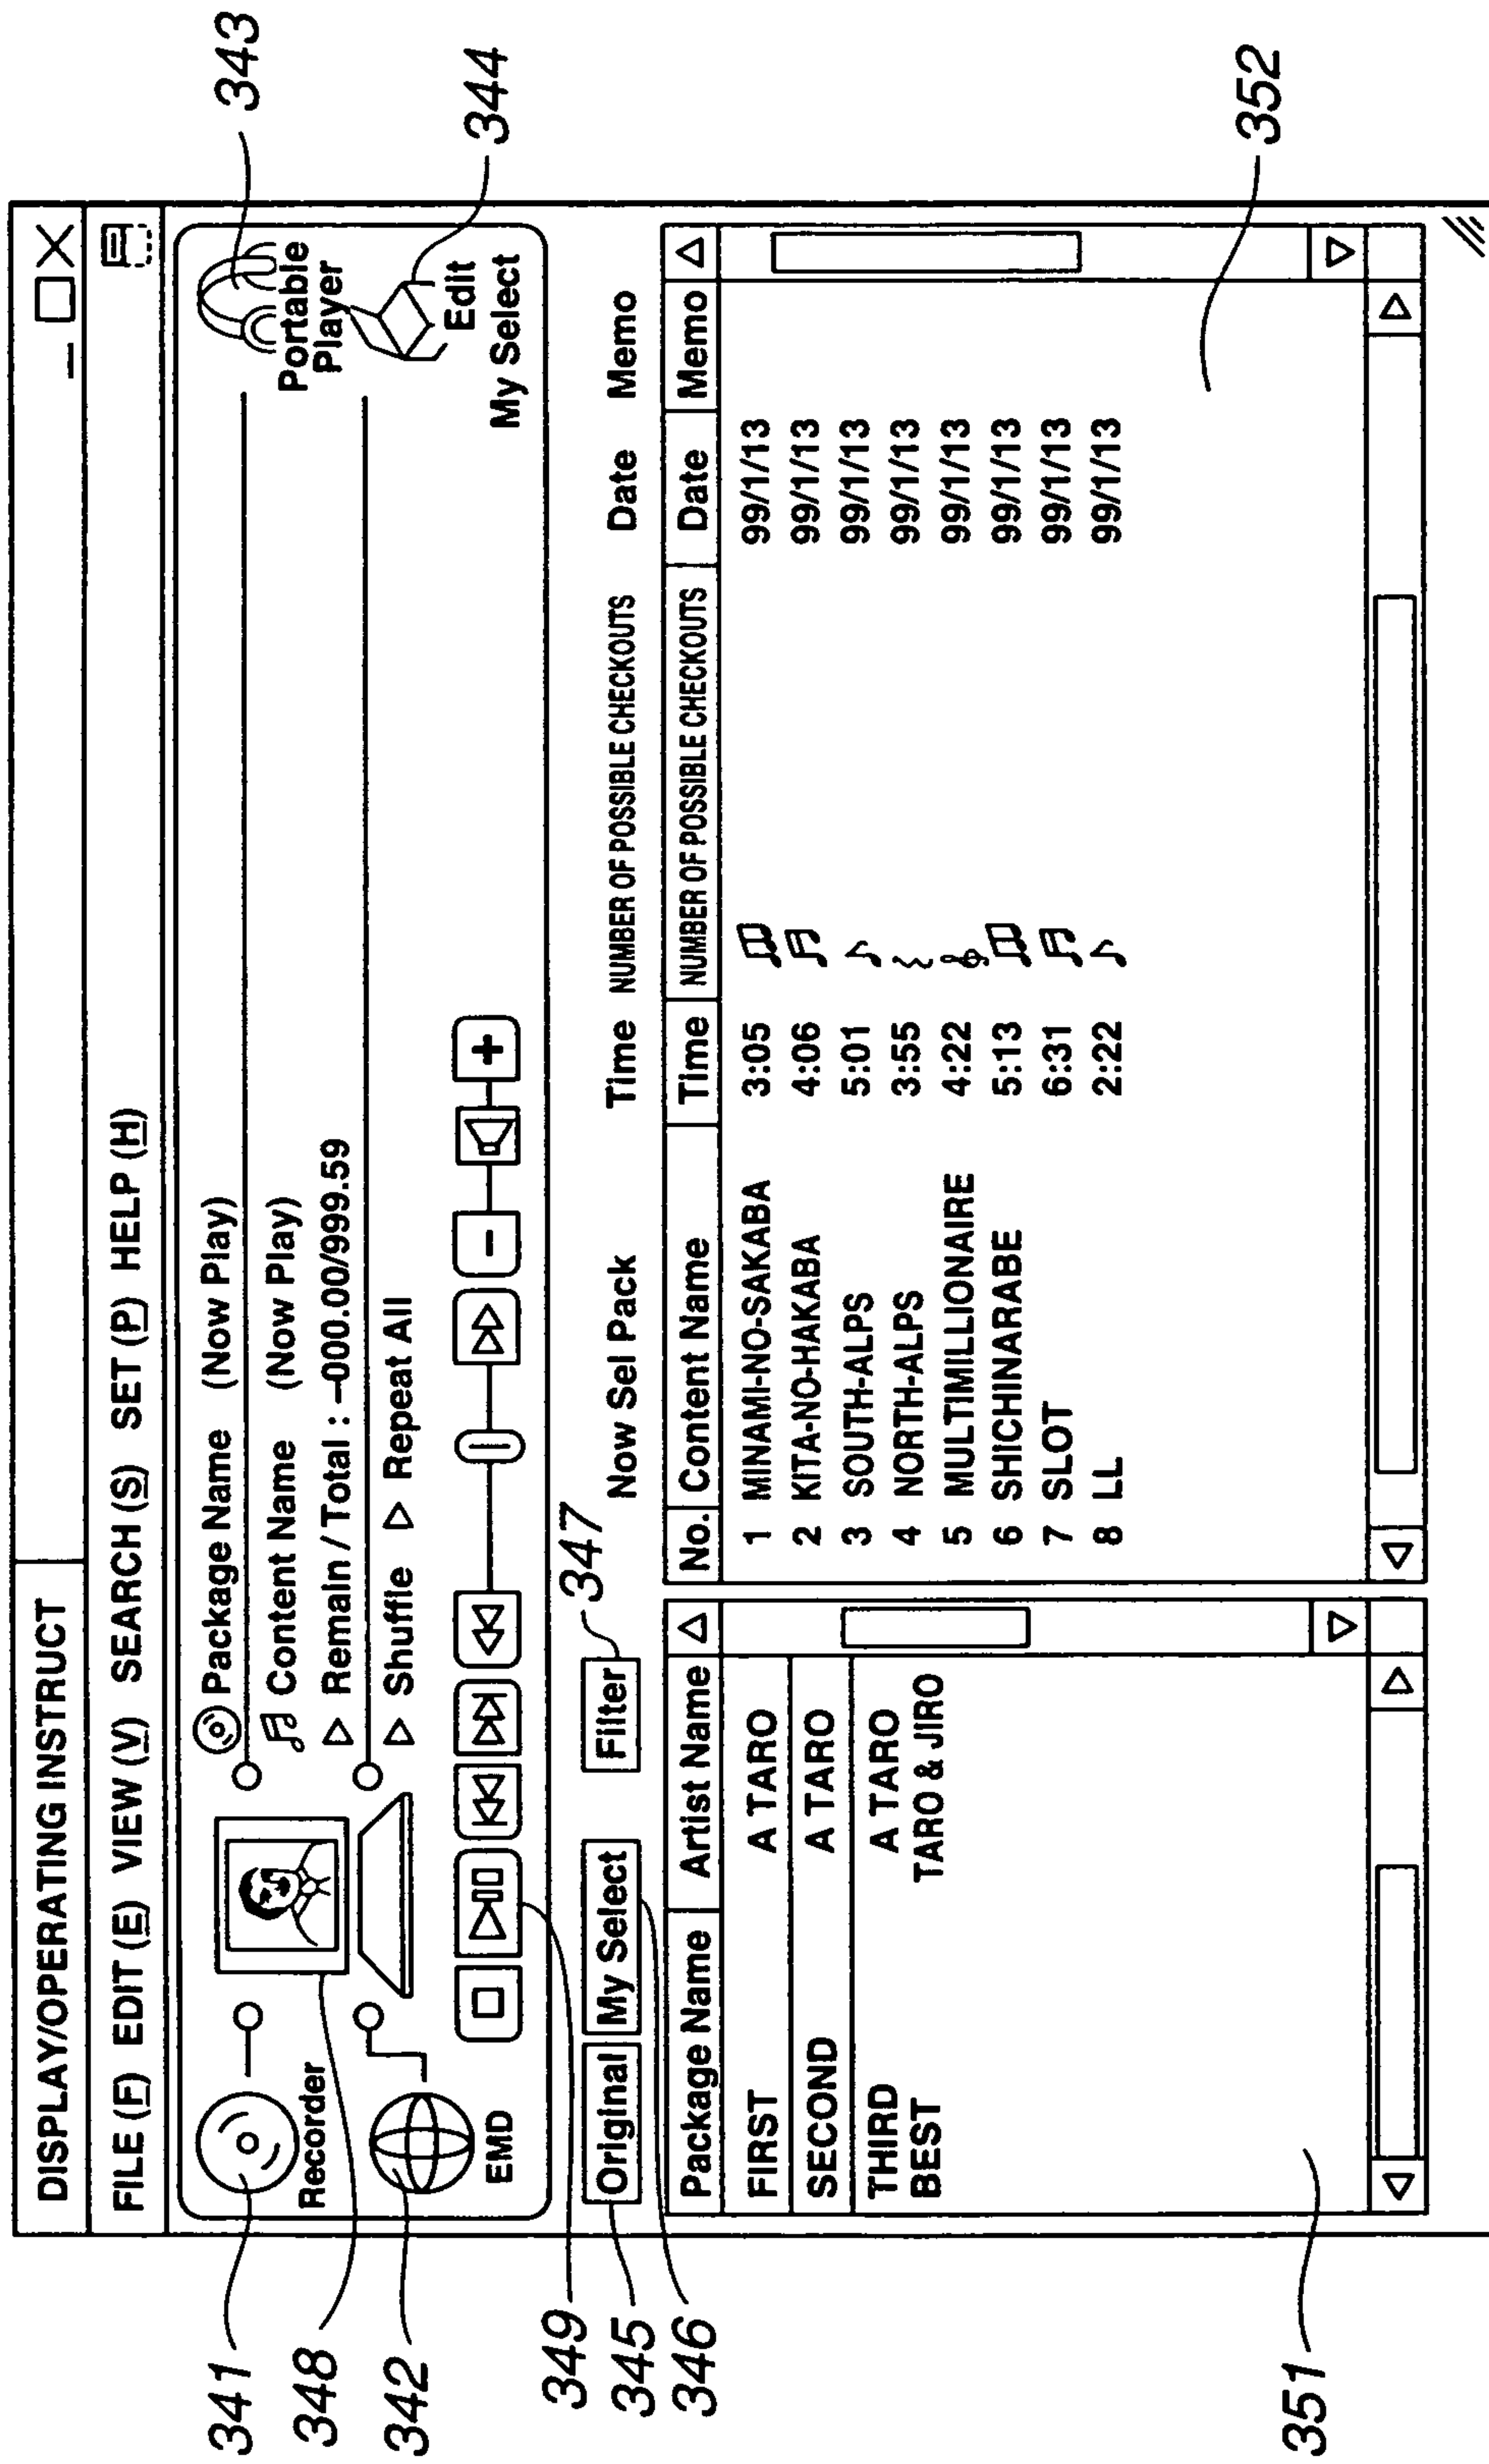 DISPLAY/OPERATING INSTRUCT
FILE (F) EDIT (E) VIEW (V) SEARCH (S) SET (P) HELP (H)
341
348
342
349
345
346
351
343
344
352
347
Recorder
EMD
Package Name (Now Play)
Content Name (Now Play)
Remain / Total : –000.00/999.59
Shuffle Repeat All
Portable
Player
Edit
My Select
Original My Select Filter
Now Sel Pack Time NUMBER OF POSSIBLE CHECKOUTS Date Memo
Package Name Artist Name
FIRST A TARO
SECOND A TARO
THIRD A TARO
BEST TARO & JIRO
No. Content Name Time NUMBER OF POSSIBLE CHECKOUTS Date Memo
1 MINAMI-NO-SAKABA 3:05 99/1/13
2 KITA-NO-HAKABA 4:06 99/1/13
3 SOUTH-ALPS 5:01 99/1/13
4 NORTH-ALPS 3:55 99/1/13
5 MULTIMILLIONAIRE 4:22 99/1/13
6 SHICHINARABE 5:13 99/1/13
7 SLOT 6:31 99/1/13
8 LL 2:22 99/1/13